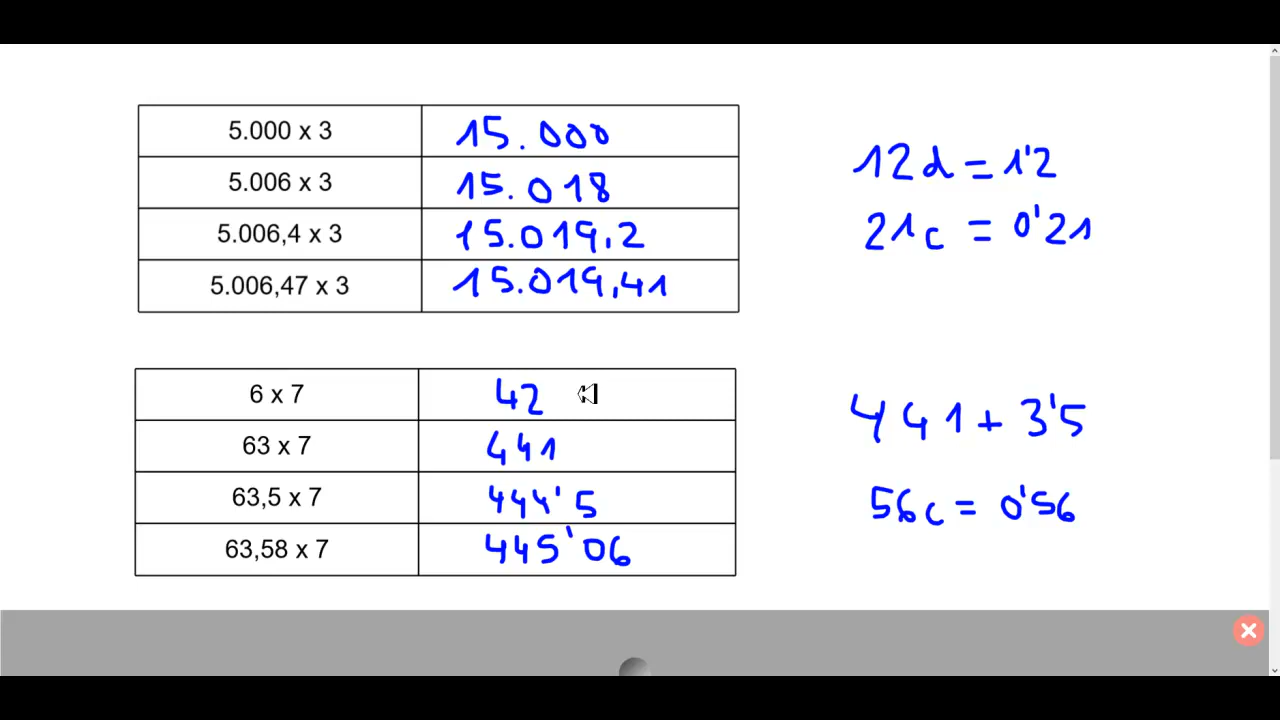 5.000 x 3 15.000
5.006 x 3 15.018
5.006,4 x 3 15.019,2
5.006,47 x 3 15.019,41
12d = 1'2
21c = 0'21
6 x 7 42
63 x 7 441
63,5 x 7 444'5
63,58 x 7 445'06
441 + 3'5
56c = 0'56